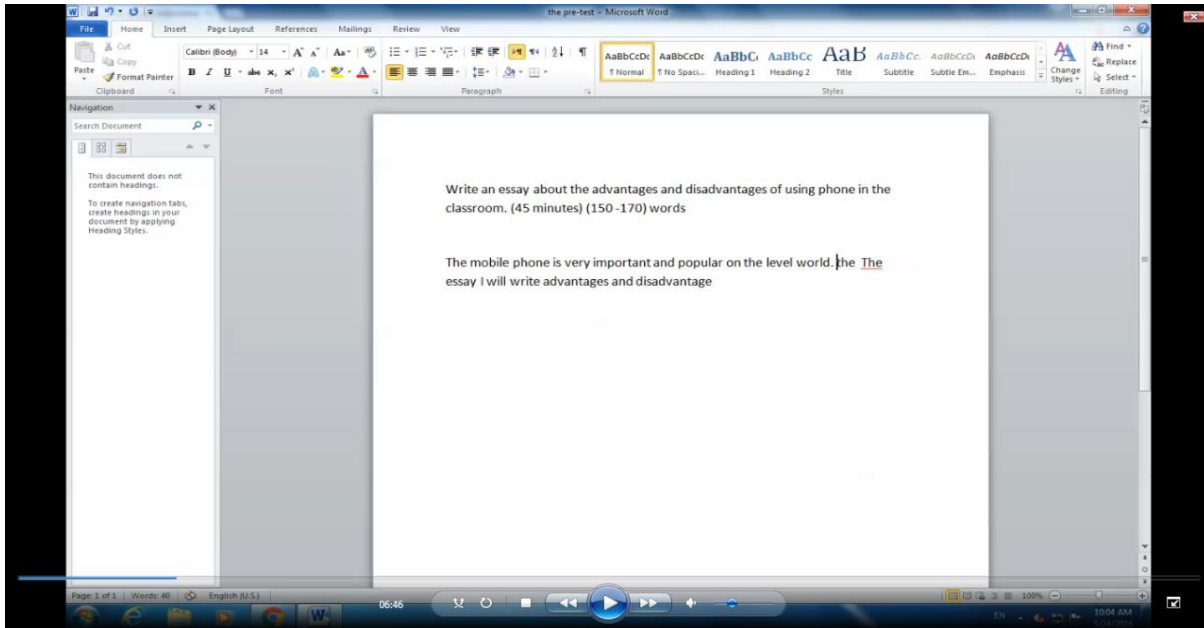 the pre-test - Microsoft Word
File Home Insert Page Layout References Mailings Review View
Cut
Copy
Paste
Format Painter
Clipboard
Calibri (Body) 14
Font
Paragraph
AaBbCcDc AaBbCcDc AaBbC AaBbCc AaB AaBbCc. AaBbCcDc AaBbCcDc
¶ Normal ¶ No Spaci... Heading 1 Heading 2 Title Subtitle Subtle Em... Emphasis
Change Styles
Styles
Find
Replace
Select
Editing
Navigation
Search Document
This document does not
contain headings.
To create navigation tabs,
create headings in your
document by applying
Heading Styles.
Write an essay about the advantages and disadvantages of using phone in the
classroom. (45 minutes) (150 -170) words
The mobile phone is very important and popular on the level world. the The
essay I will write advantages and disadvantage
Page: 1 of 1 Words: 40 English (U.S.) 100%
06:46
EN 10:04 AM